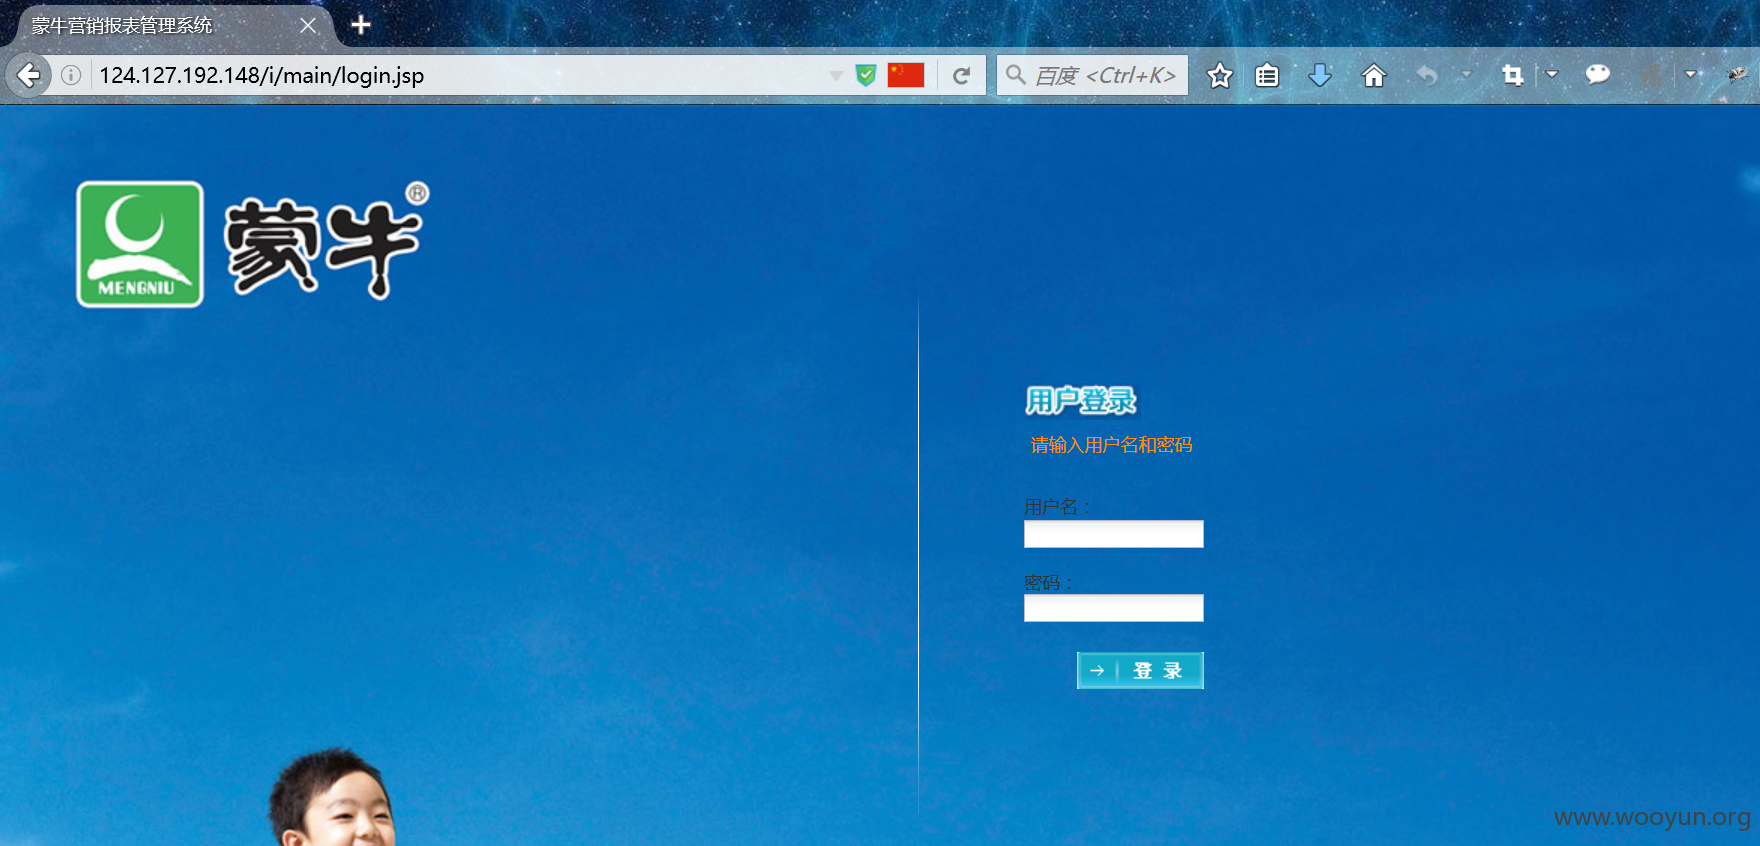 蒙牛营销报表管理系统
124.127.192.148/i/main/login.jsp
百度 <Ctrl+K>
MENGNIU
蒙牛®
用户登录
请输入用户名和密码
用户名：
密码：
登 录
www.wooyun.org